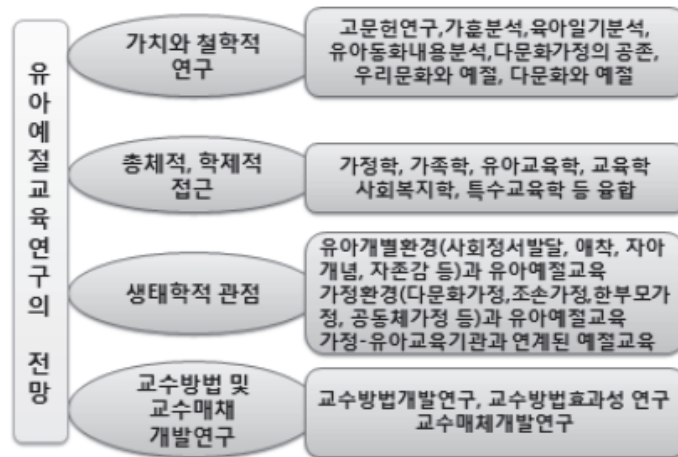 유아예절교육연구의 전망
가치와 철학적
연구
고문헌연구,가훔분석,육아일기분석,
유아동화내용분석,다문화가정의 공존,
우리문화와 예절, 다문화와 예절
총체적, 학제적
접근
가정학, 가족학, 유아교육학, 교육학
사회복지학, 특수교육학 등 융합
생태학적 관점
유아개별환경(사회정서발달, 애착, 자아
개념, 자존감 등)과 유아예절교육
가정환경(다문화가정,조손가정,한부모가
정, 공동체가정 등)과 유아예절교육
가정-유아교육기관과 연계된 예절교육
교수방법 및
교수매채
개발연구
교수방법개발연구, 교수방법효과성 연구
교수매체개발연구